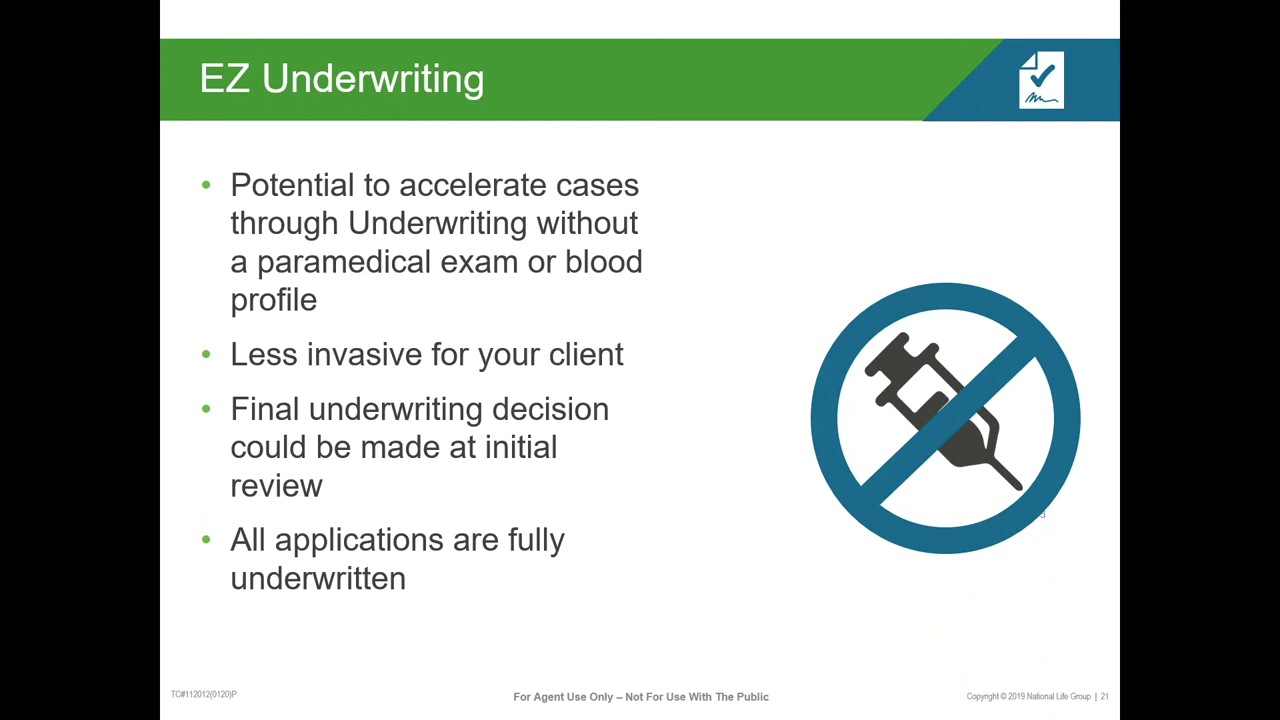 EZ Underwriting
• Potential to accelerate cases
through Underwriting without
a paramedical exam or blood
profile
• Less invasive for your client
• Final underwriting decision
could be made at initial
review
• All applications are fully
underwritten
TC#112012(0120)P
For Agent Use Only – Not For Use With The Public
Copyright © 2019 National Life Group | 21